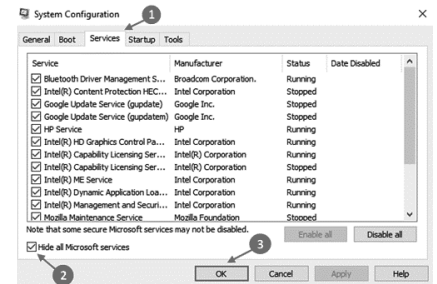 System Configuration
1
General Boot Services Startup Tools
Service Manufacturer Status Date Disabled
Bluetooth Driver Management S... Broadcom Corporation. Running
Intel(R) Content Protection HEC... Intel Corporation Stopped
Google Update Service (gupdate) Google Inc. Stopped
Google Update Service (gupdatem) Google Inc. Stopped
HP Service HP Running
Intel(R) HD Graphics Control Pa... Intel Corporation Running
Intel(R) Capability Licensing Ser... Intel(R) Corporation Running
Intel(R) Capability Licensing Ser... Intel(R) Corporation Stopped
Intel(R) ME Service Intel Corporation Running
Intel(R) Dynamic Application Loa... Intel Corporation Running
Intel(R) Management and Securi... Intel Corporation Running
Mozilla Maintenance Service Mozilla Foundation Stopped
Note that some secure Microsoft services may not be disabled.
Enable all Disable all
Hide all Microsoft services
3
2
OK Cancel Apply Help